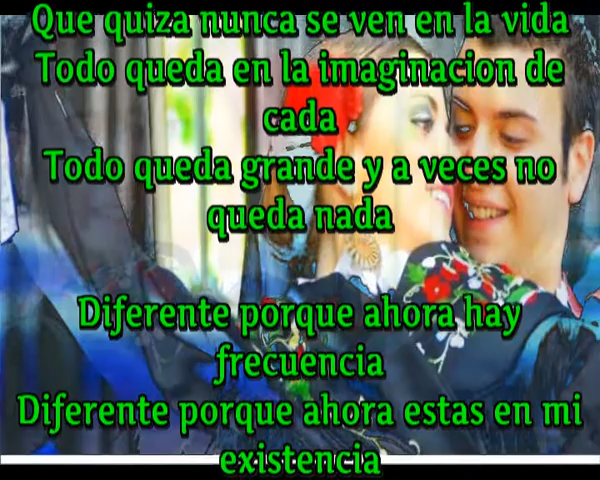 Que quiza nunca se ven en la vida
Todo queda en la imaginacion de
cada
Todo queda grande y a veces no
queda nada
Diferente porque ahora hay
frecuencia
Diferente porque ahora estas en mi
existencia